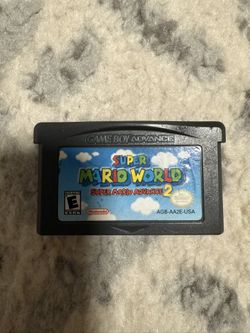 GAME BOY ADVANCE
SUPER
MARIO WORLD
SUPER MARIO ADVANCE 2
E
Nintendo
AGB-AA2E-USA